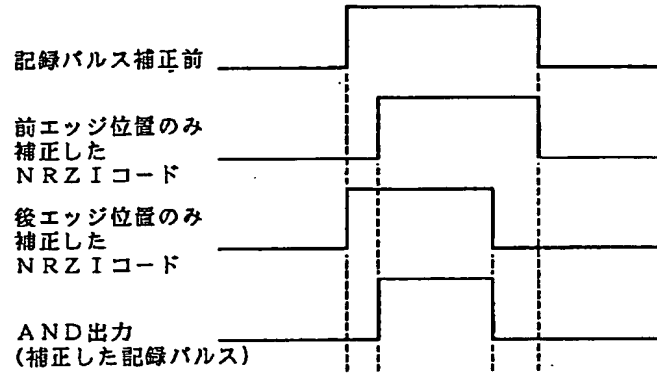 記録パルス補正前
前エッジ位置のみ
補正した
ＮＲＺＩコード
後エッジ位置のみ
補正した
ＮＲＺＩコード
ＡＮＤ出力
(補正した記録パルス)